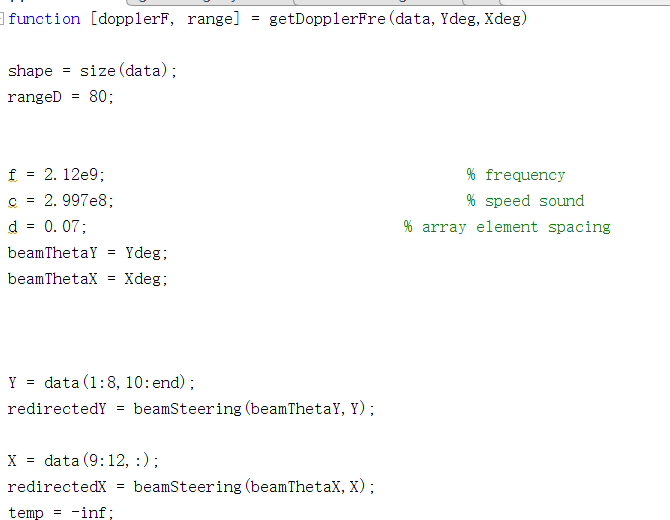 function [dopplerF, range] = getDopplerFre(data,Ydeg,Xdeg)
shape = size(data);
rangeD = 80;
f = 2.12e9; % frequency
c = 2.997e8; % speed sound
d = 0.07; % array element spacing
beamThetaY = Ydeg;
beamThetaX = Xdeg;
Y = data(1:8,10:end);
redirectedY = beamSteering(beamThetaY,Y);
X = data(9:12,:);
redirectedX = beamSteering(beamThetaX,X);
temp = -inf;